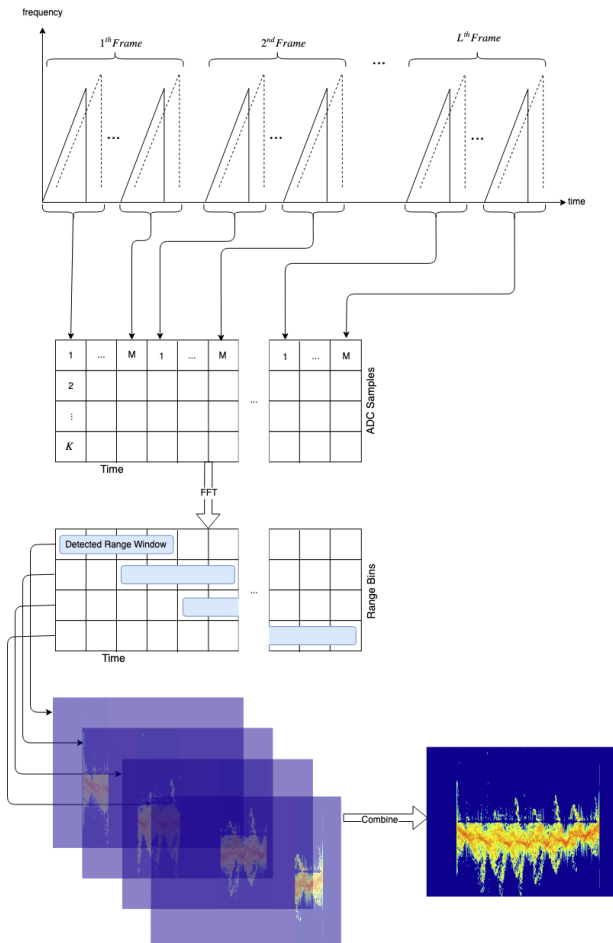 frequency
1th Frame
2nd Frame
Lth Frame
...
... ... ... ... 
time
1 ... M 1 ... M 1 ... M
2
⋮
K
...
ADC Samples
Time
FFT
Detected Range Window
...
Range Bins
Time
Combine